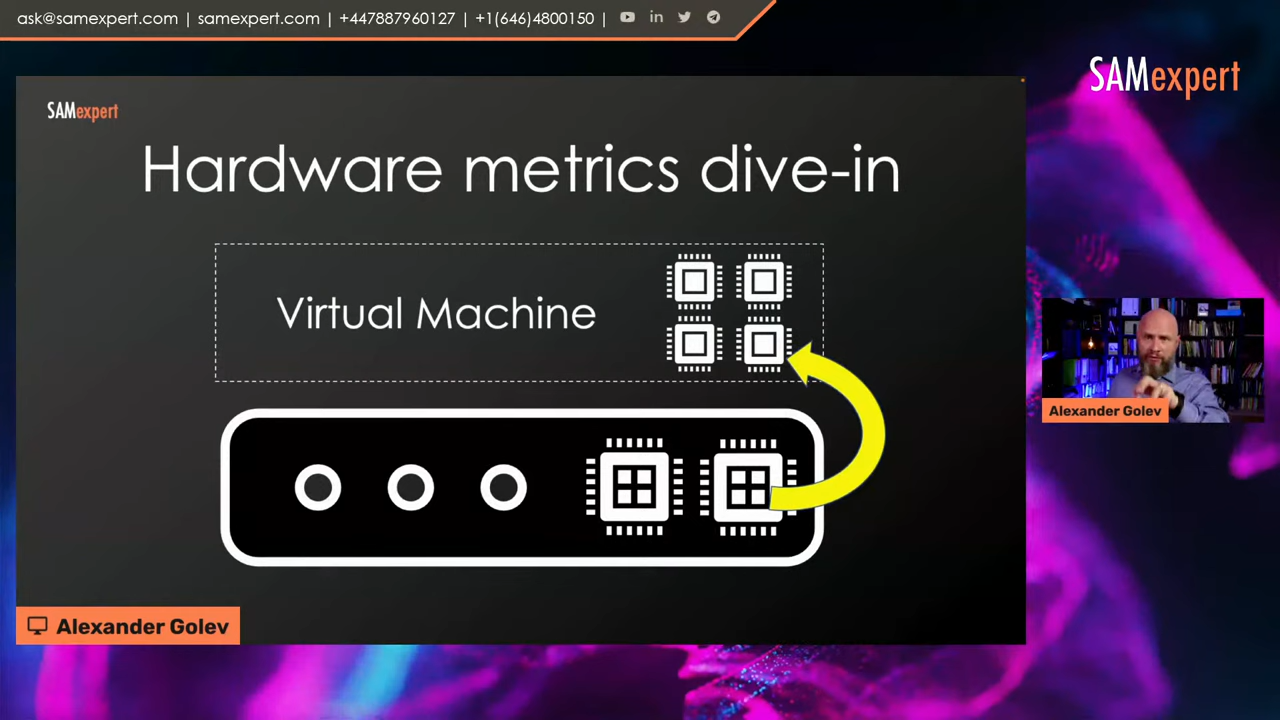 ask@samexpert.com | samexpert.com | +447887960127 | +1(646)4800150 |
SAMexpert
SAMexpert
Hardware metrics dive-in
Virtual Machine
Alexander Golev
Alexander Golev